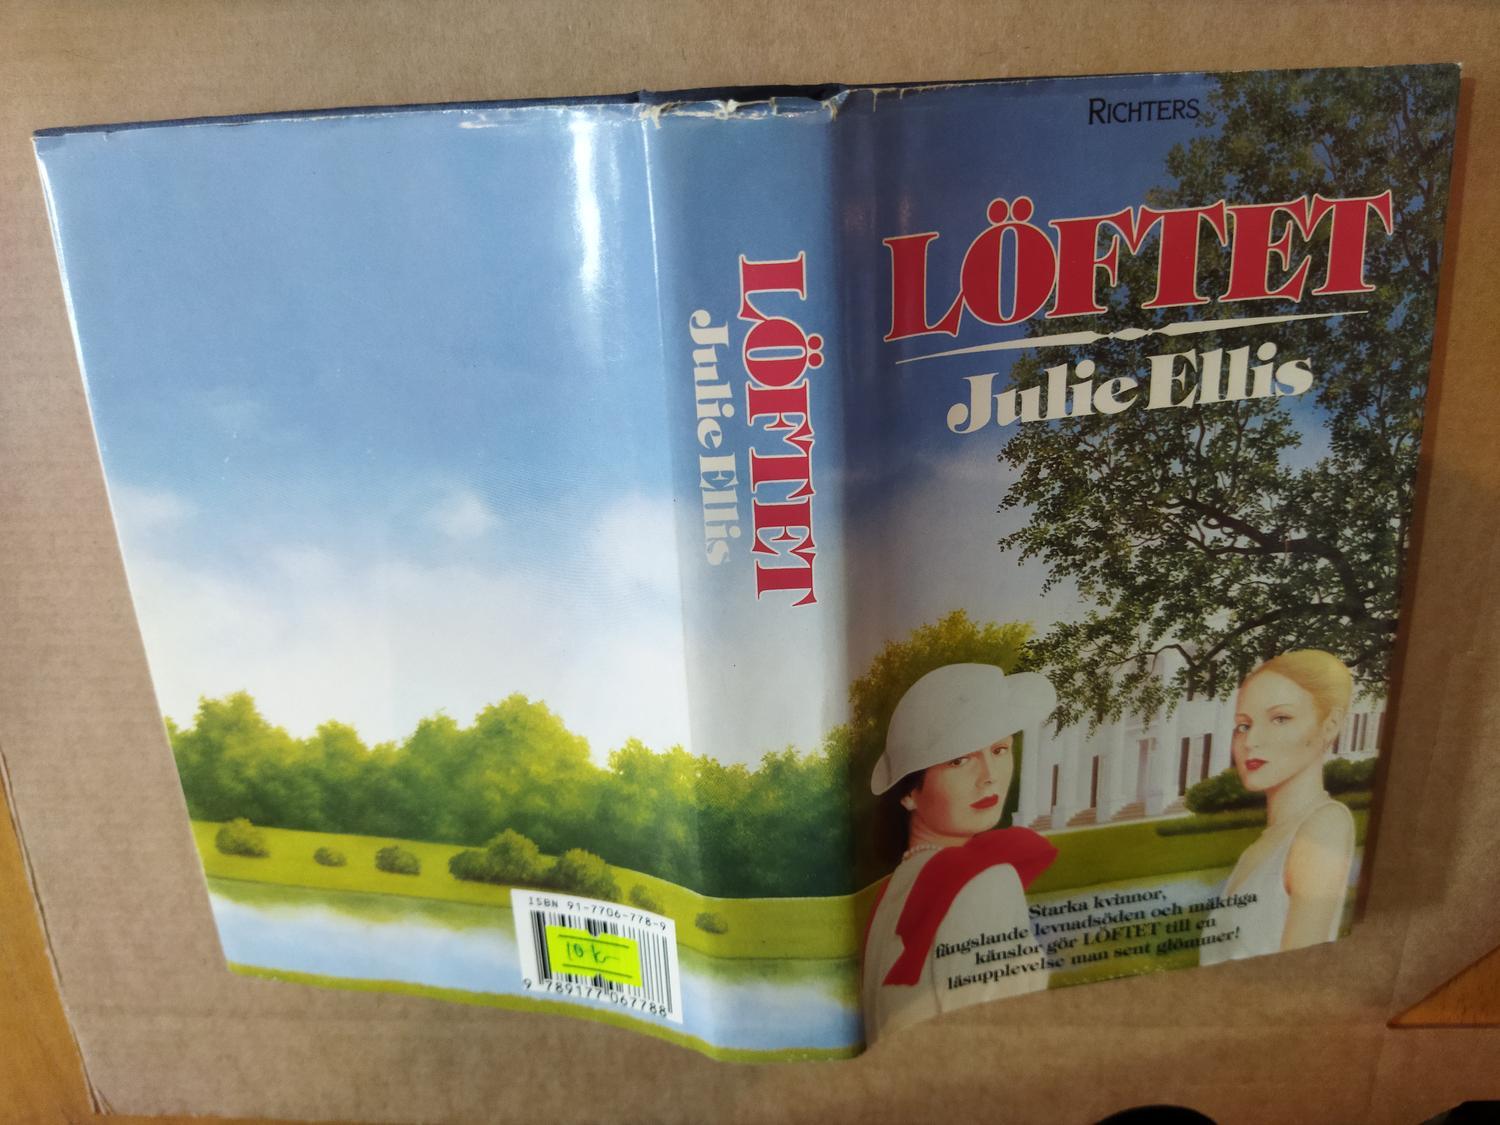 RICHTERS
LÖFTET
Julie Ellis
Starka kvinnor,
fängslande levnadsöden och mäktiga
känslor gör LÖFTET till en
läsupplevelse man sent glömmer!
LÖFTET
Julie Ellis
ISBN 91-7706-778-9
10 k-
9 789177 067788